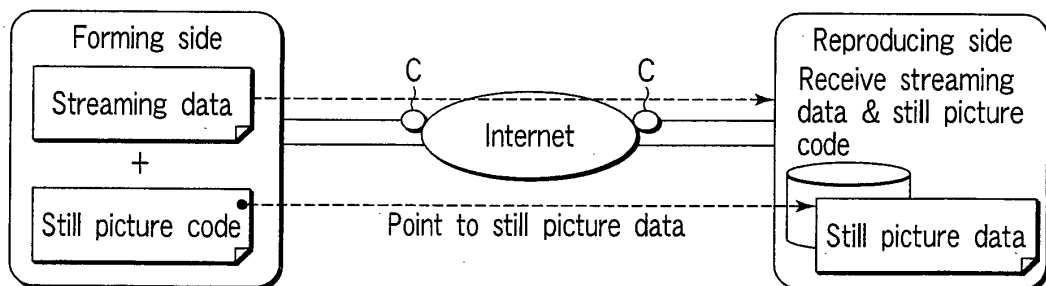 Forming side
Streaming data
+
Still picture code
C
C
Internet
Point to still picture data
Reproducing side
Receive streaming
data & still picture
code
Still picture data